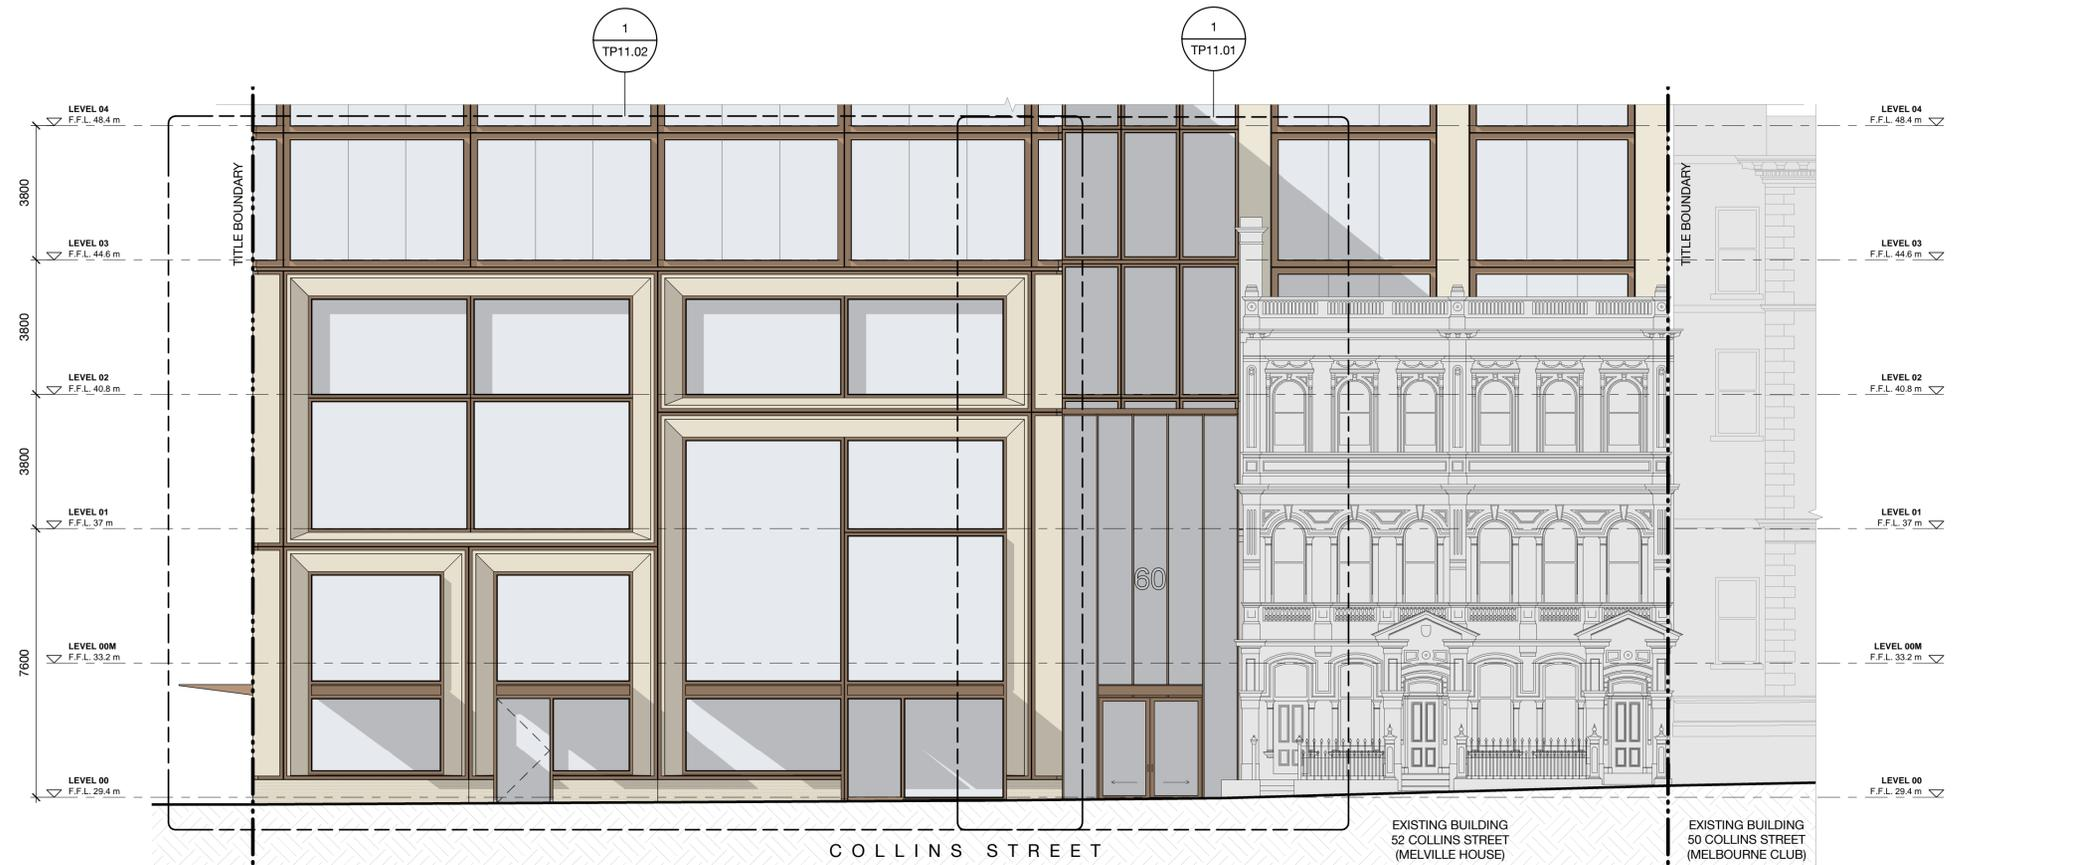 1
TP11.02
1
TP11.01
LEVEL 04
F.F.L. 48.4 m
LEVEL 04
F.F.L. 48.4 m
3800
TITLE BOUNDARY
TITLE BOUNDARY
LEVEL 03
F.F.L. 44.6 m
LEVEL 03
F.F.L. 44.6 m
3800
LEVEL 02
F.F.L. 40.8 m
LEVEL 02
F.F.L. 40.8 m
3800
LEVEL 01
F.F.L. 37 m
LEVEL 01
F.F.L. 37 m
60
7600
LEVEL 00M
F.F.L. 33.2 m
LEVEL 00M
F.F.L. 33.2 m
LEVEL 00
F.F.L. 29.4 m
LEVEL 00
F.F.L. 29.4 m
COLLINS STREET
EXISTING BUILDING
52 COLLINS STREET
(MELVILLE HOUSE)
EXISTING BUILDING
50 COLLINS STREET
(MELBOURNE CLUB)